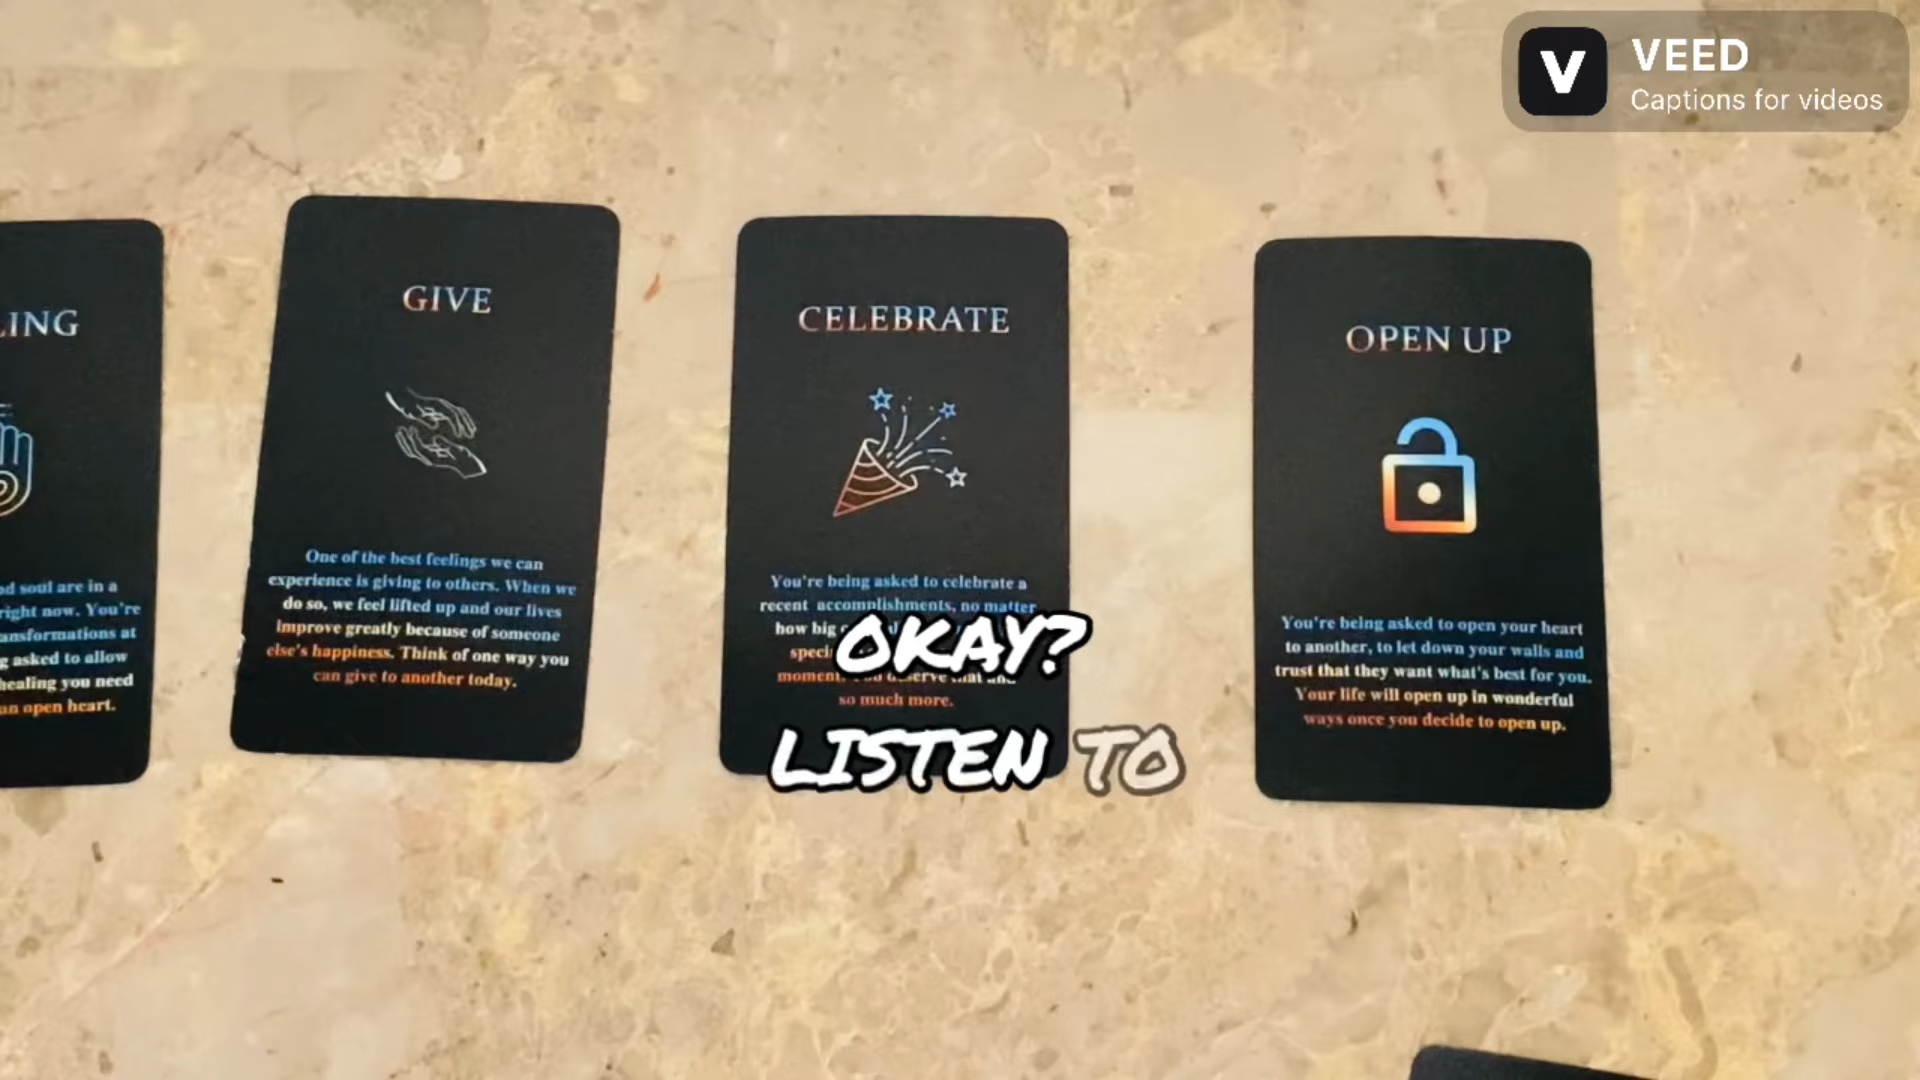 VEED
Captions for videos
LING
d soul are in a
right now. You're
ansformations at
g asked to allow
healing you need
an open heart.
GIVE
One of the best feelings we can
experience is giving to others. When we
do so, we feel lifted up and our lives
improve greatly because of someone
else's happiness. Think of one way you
can give to another today.
CELEBRATE
You're being asked to celebrate a
recent accomplishments, no matter
how big
moment
so much more.
OKAY?
LISTEN TO
OPEN UP
You're being asked to open your heart
to another, to let down your walls and
trust that they want what's best for you.
Your life will open up in wonderful
ways once you decide to open up.